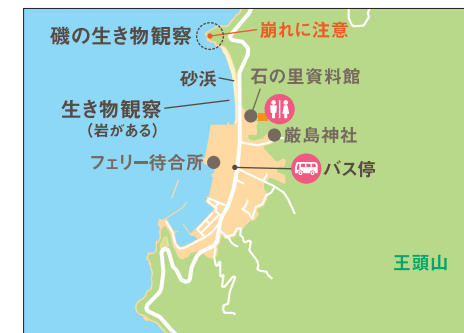 磯の生き物観察
崩れに注意
砂浜
石の里資料館
生き物観察
(岩がある)
厳島神社
フェリー待合所
バス停
王頭山